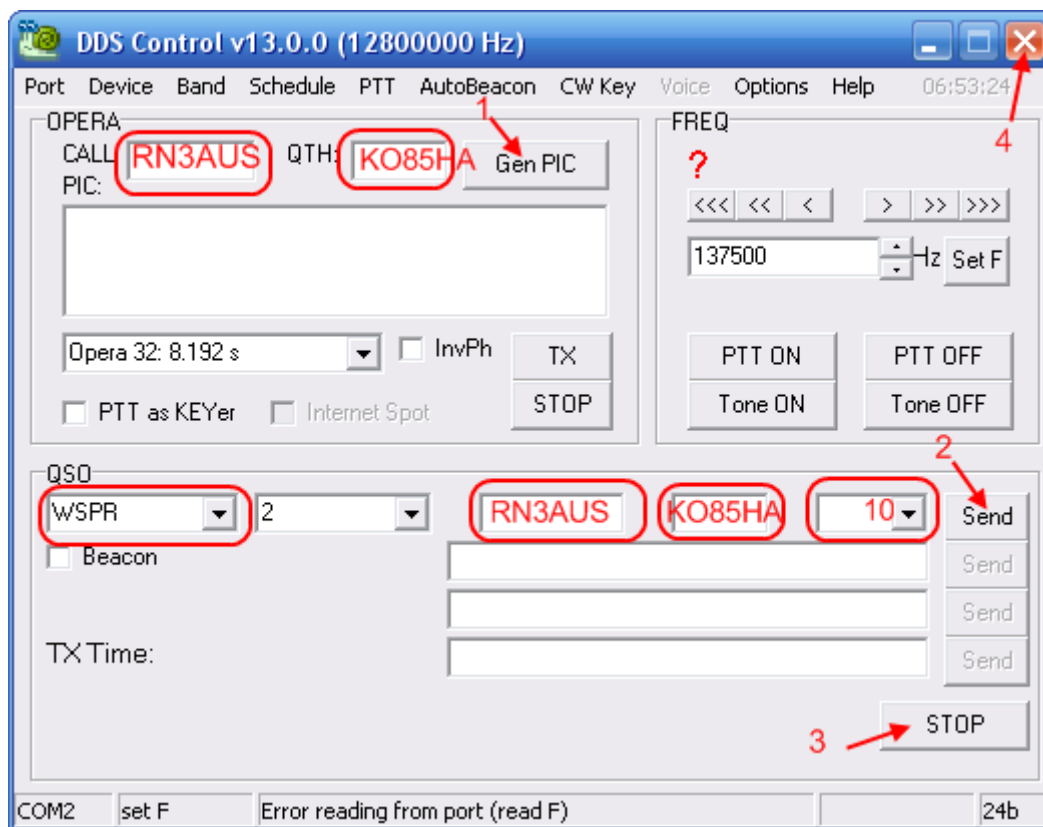 DDS Control v13.0.0 (12800000 Hz)
Port Device Band Schedule PTT AutoBeacon CW Key Voice Options Help 06:53:24
1
4
OPERA
CALL RN3AUS QTH: KO85HA Gen PIC
PIC:
Opera 32: 8.192 s InvPh TX
PTT as KEYer Internet Spot STOP
FREQ
?
<<< << < > >> >>>
137500 Hz Set F
PTT ON PTT OFF
Tone ON Tone OFF
2
QSO
WSPR 2 RN3AUS KO85HA 10 Send
Beacon Send
Send
TX Time: Send
3 STOP
COM2 set F Error reading from port (read F) 24b